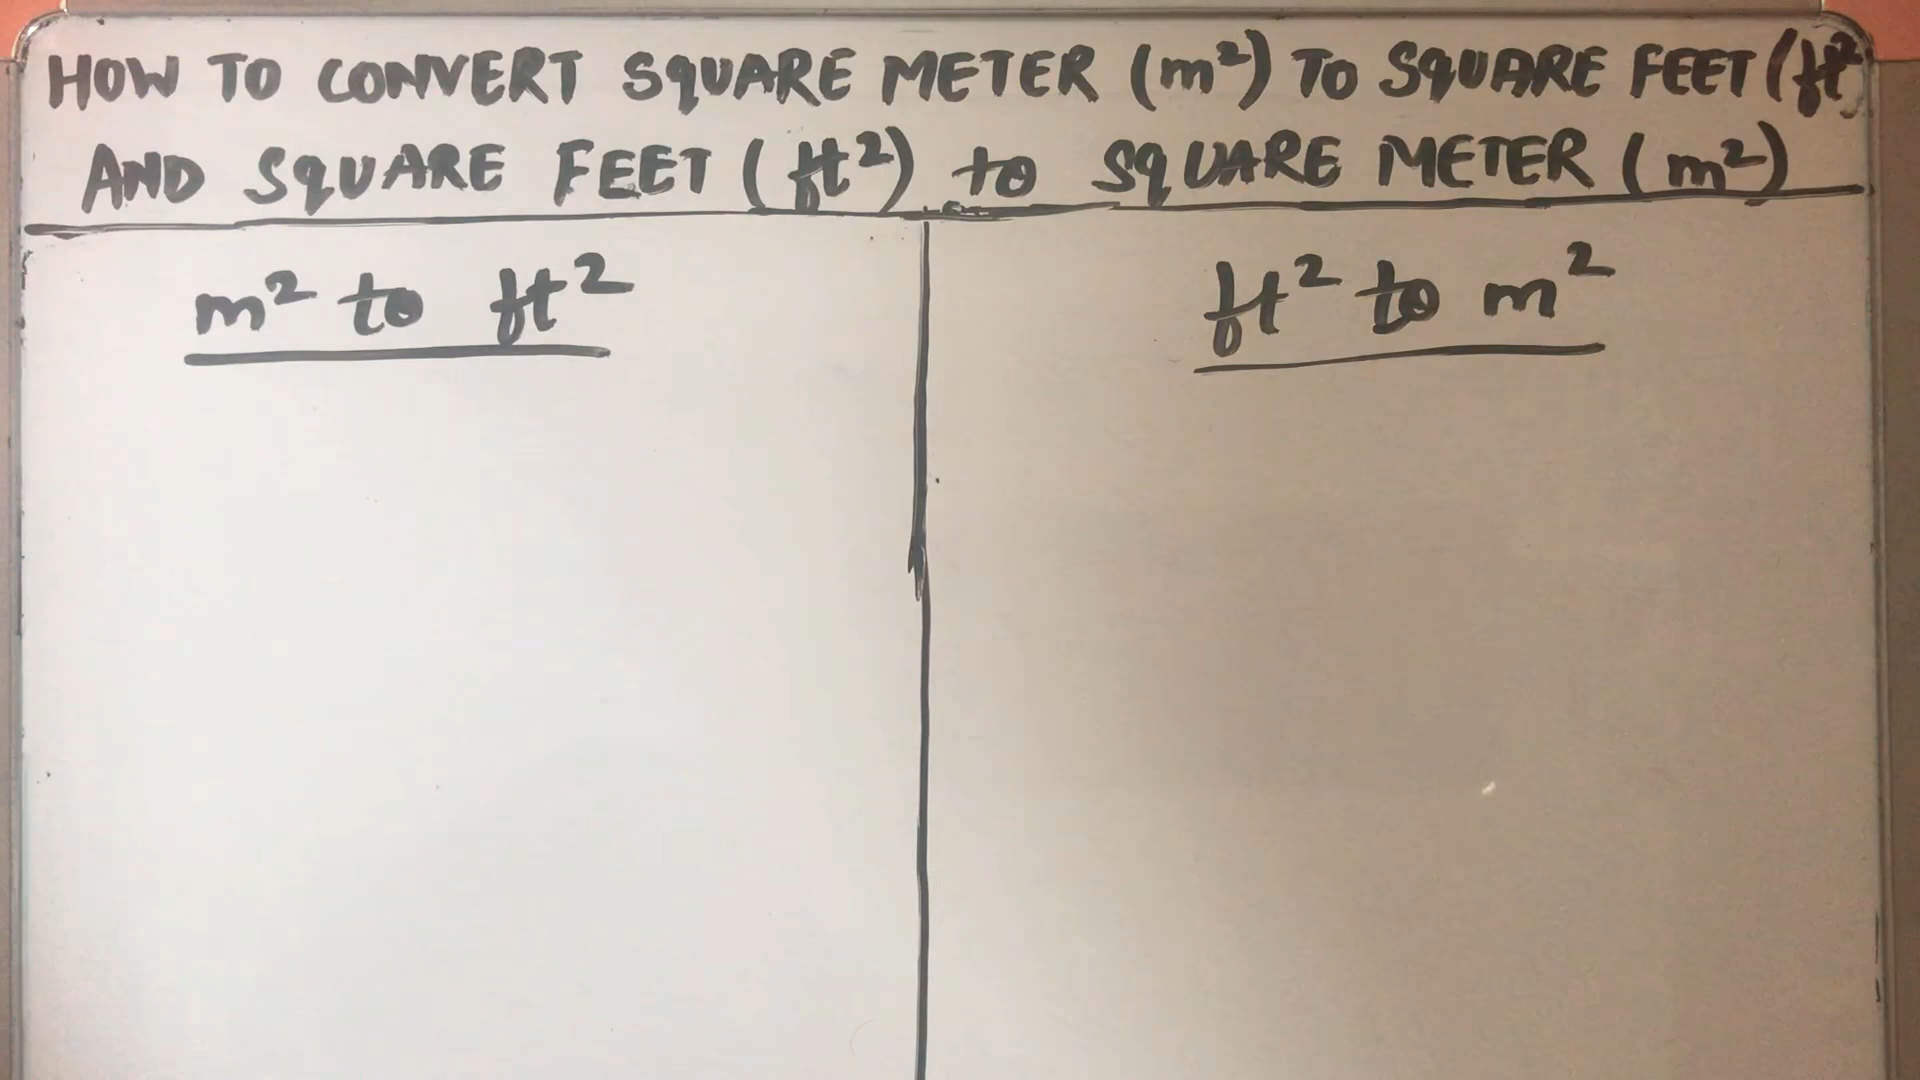 HOW TO CONVERT SQUARE METER (m²) TO SQUARE FEET (ft²)
AND SQUARE FEET (ft²) to SQUARE METER (m²)
m² to ft²
ft² to m²